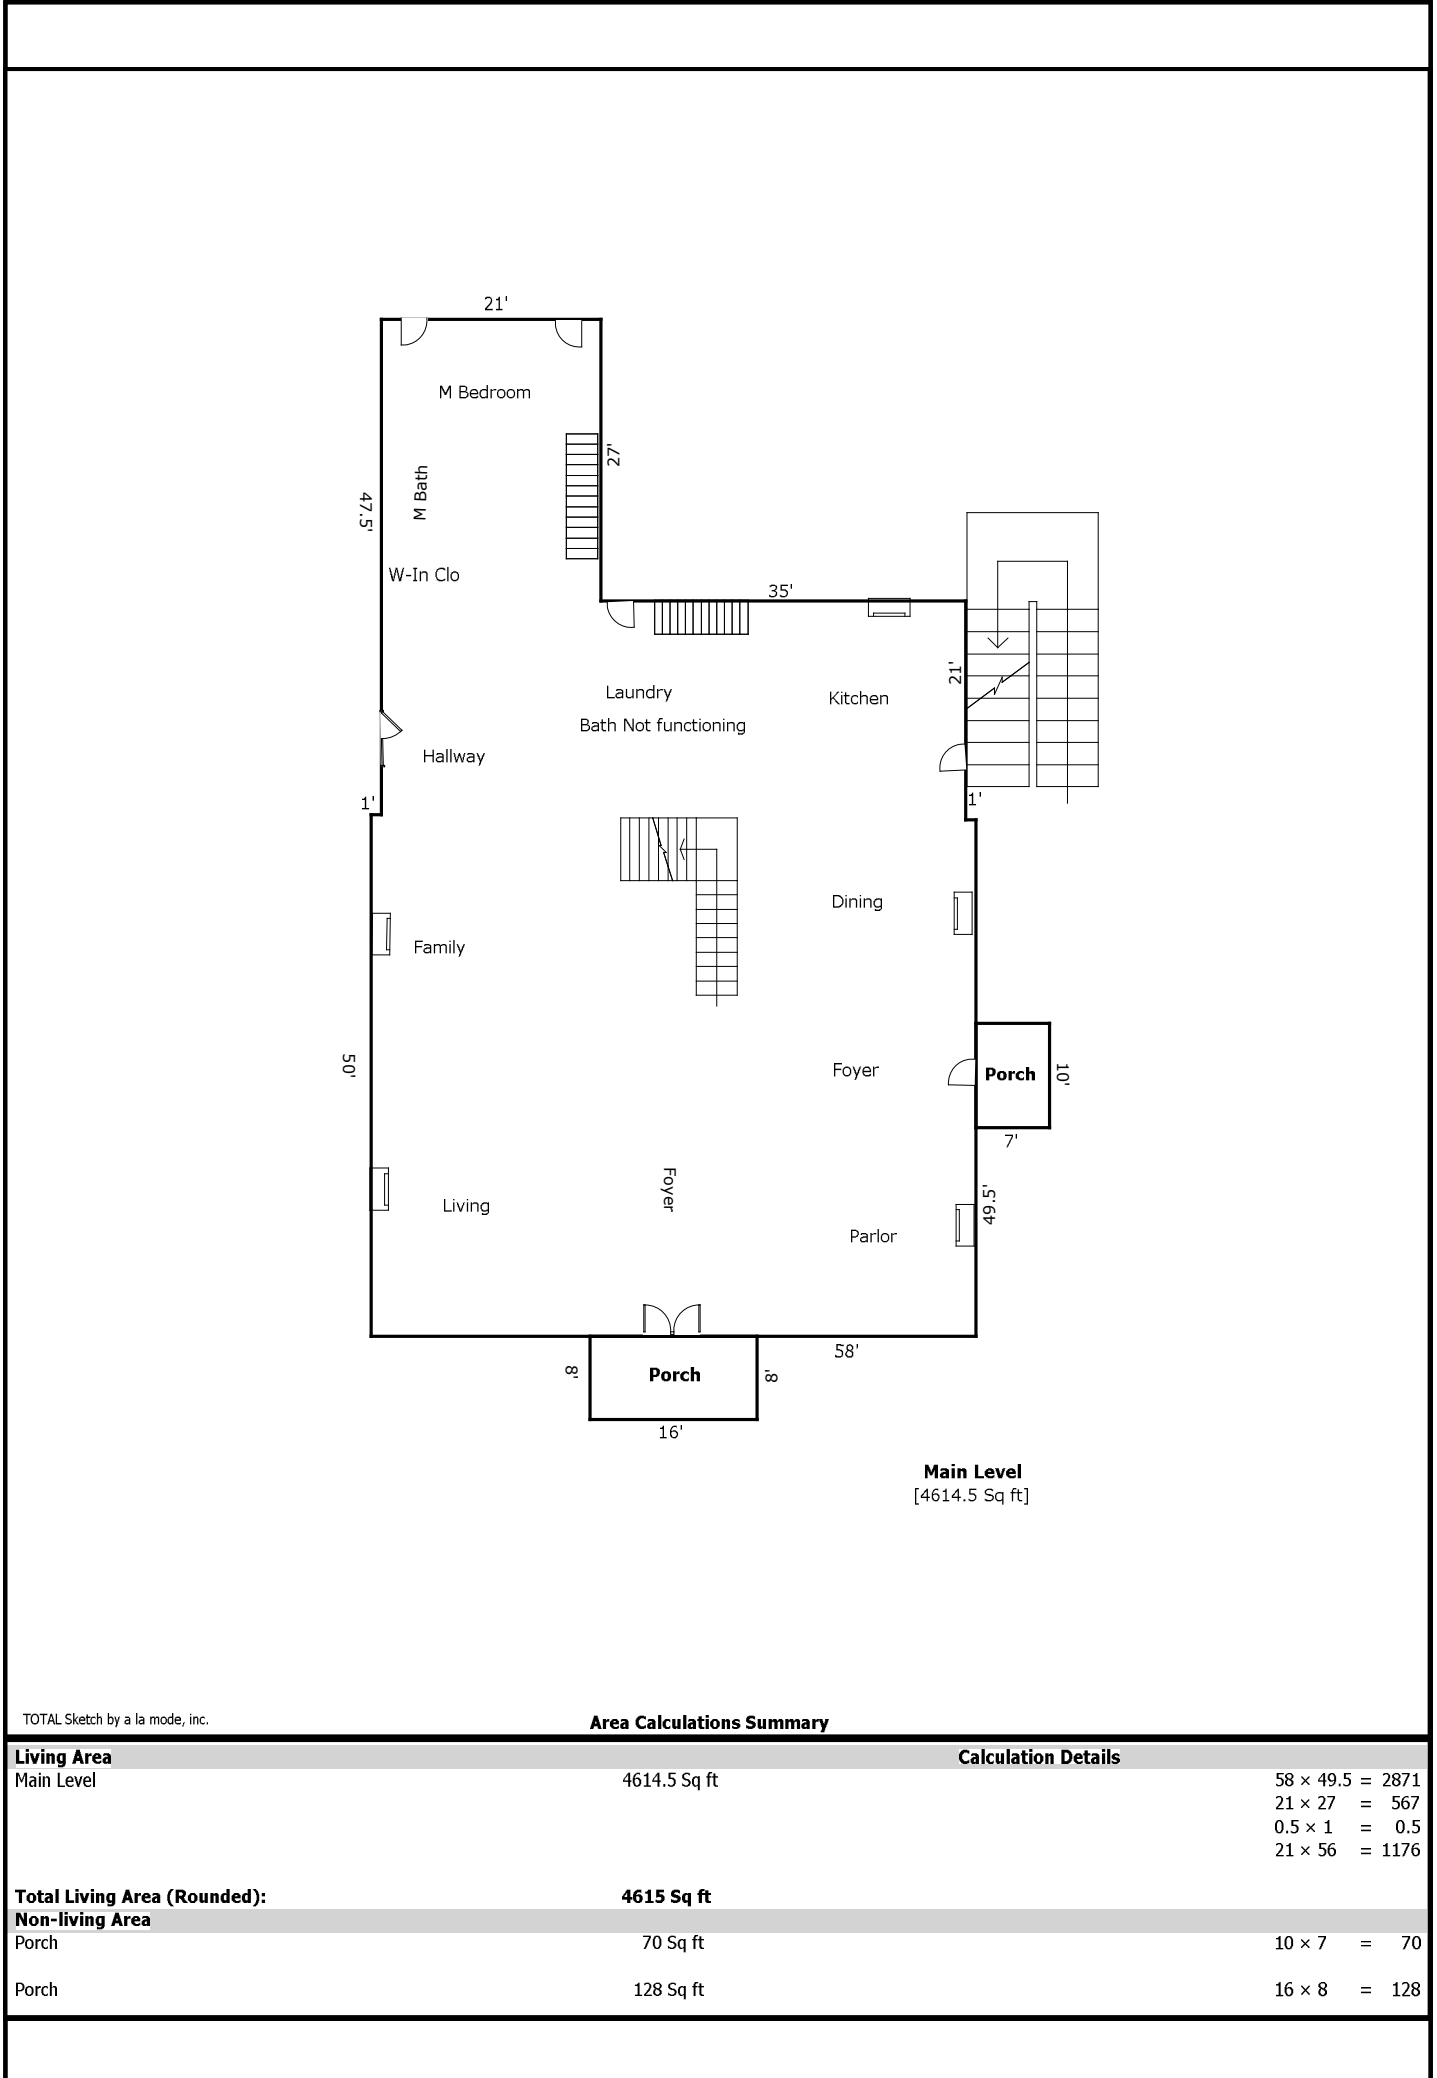 21'
M Bedroom
27'
M Bath
47.5'
W-In Clo
35'
21'
Laundry
Kitchen
Bath Not functioning
Hallway
1'
1'
Dining
Family
50'
Foyer
Porch
10'
7'
Foyer
49.5'
Living
Parlor
58'
8'
Porch
8'
16'
Main Level
[4614.5 Sq ft]
TOTAL Sketch by a la mode, inc.
Area Calculations Summary
Living Area Calculation Details
Main Level 4614.5 Sq ft 58 × 49.5 = 2871
21 × 27 = 567
0.5 × 1 = 0.5
21 × 56 = 1176
Total Living Area (Rounded): 4615 Sq ft
Non-living Area
Porch 70 Sq ft 10 × 7 = 70
Porch 128 Sq ft 16 × 8 = 128